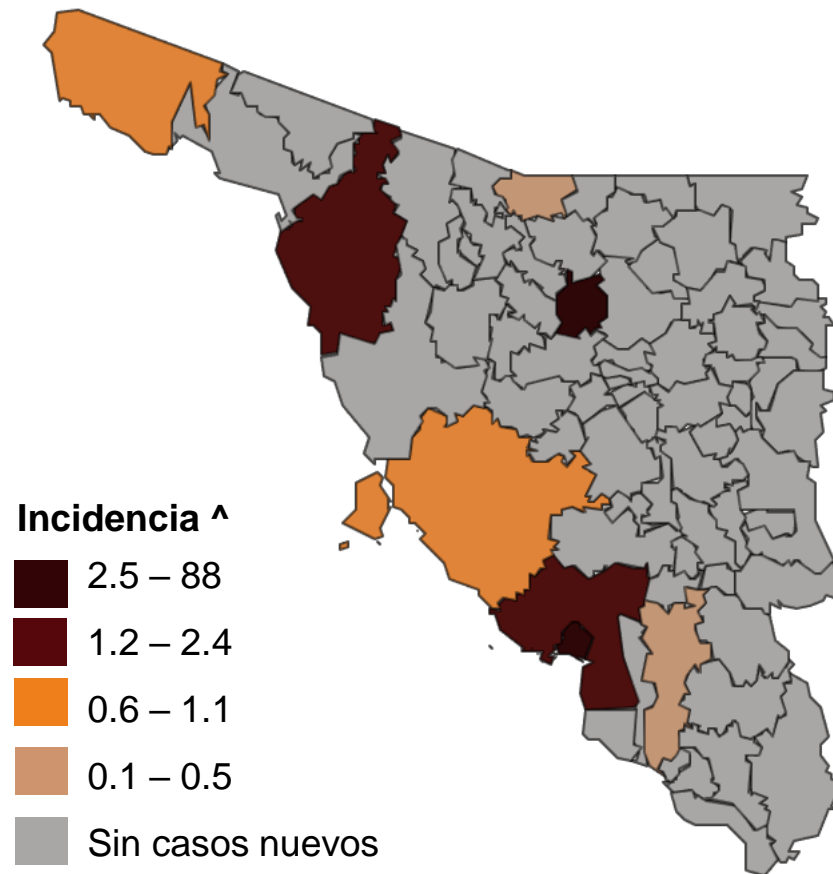 Incidencia ^
2.5 – 88
1.2 – 2.4
0.6 – 1.1
0.1 – 0.5
Sin casos nuevos